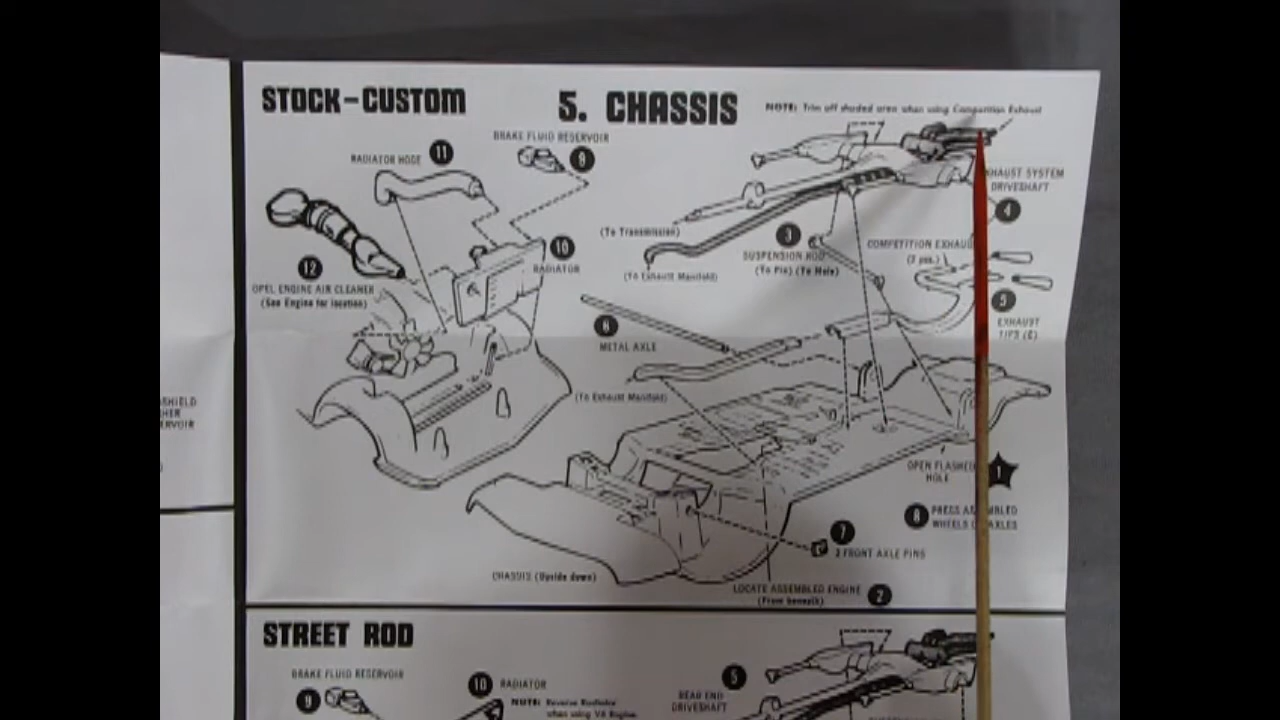 STOCK-CUSTOM
5. CHASSIS
NOTE: Trim off shaded area when using Competition Exhaust
BRAKE FLUID RESERVOIR
9
RADIATOR HOSE
11
EXHAUST SYSTEM
DRIVESHAFT
4
(To Transmission)
3
SUSPENSION ROD
(To Pin) (To Hole)
COMPETITION EXHAUS
(2 pcs.)
10
RADIATOR
(To Exhaust Manifold)
12
OPEL ENGINE AIR CLEANER
(See Engine for location)
5
EXHAUST
TIPS (2)
6
METAL AXLE
(To Exhaust Manifold)
SHIELD
HER
ERVOIR
OPEN FLASHED
HOLE
1
8
PRESS ASSEMBLED
WHEELS AXLES
7
2 FRONT AXLE PINS
CHASSIS (Upside down)
LOCATE ASSEMBLED ENGINE
(From beneath)
2
STREET ROD
BRAKE FLUID RESERVOIR
9
10
RADIATOR
NOTE: Reverse Radiator
when using V8 Engine
5
REAR END
DRIVESHAFT